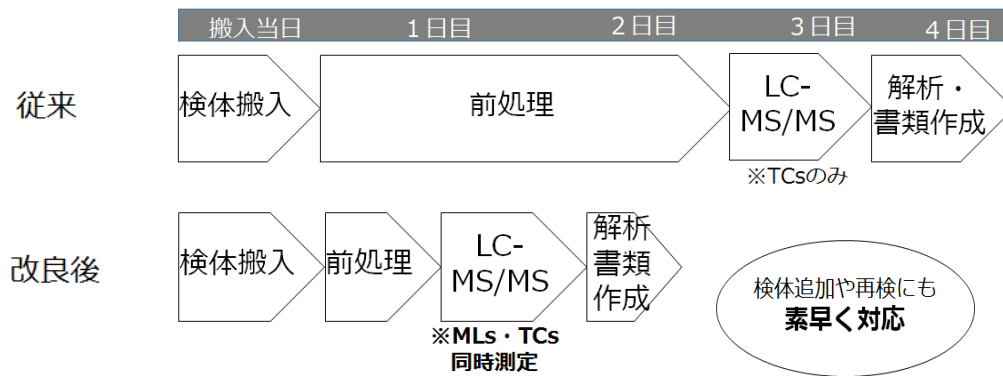 搬入当日 1日目 2日目 3日目 4日目
従来
検体搬入
前処理
LC-
MS/MS
解析・
書類作成
※TCsのみ
改良後
検体搬入
前処理
LC-
MS/MS
解析
書類
作成
※MLs・TCs
同時測定
検体追加や再検にも
素早く対応